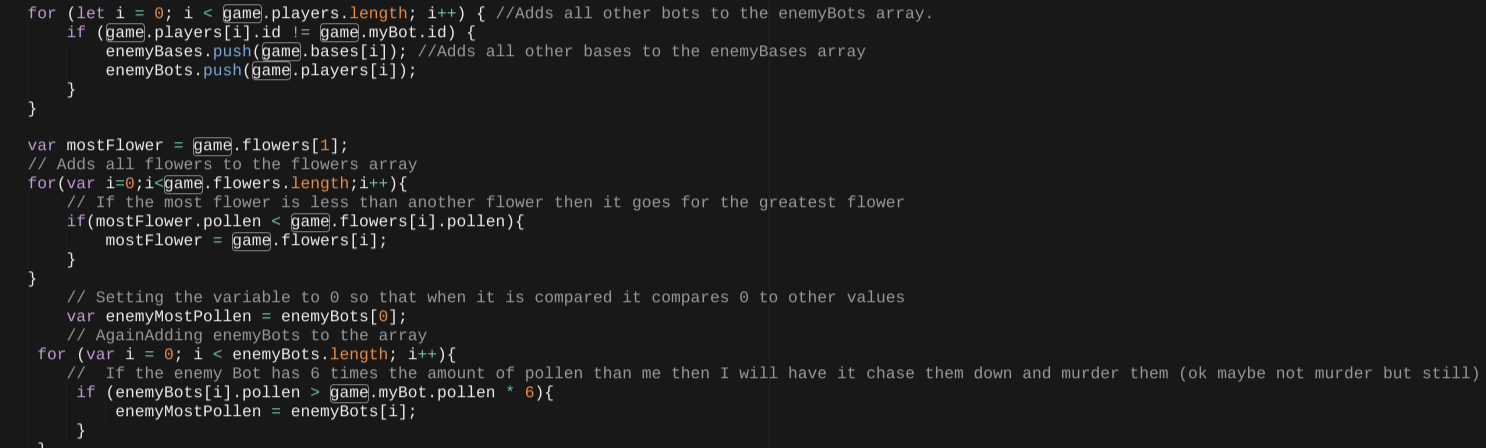 for (let i = 0; i < game.players.length; i++) { //Adds all other bots to the enemyBots array.
    if (game.players[i].id != game.myBot.id) {
        enemyBases.push(game.bases[i]); //Adds all other bases to the enemyBases array
        enemyBots.push(game.players[i]);
    }
}
var mostFlower = game.flowers[1];
// Adds all flowers to the flowers array
for(var i=0;i<game.flowers.length;i++){
    // If the most flower is less than another flower then it goes for the greatest flower
    if(mostFlower.pollen < game.flowers[i].pollen){
        mostFlower = game.flowers[i];
    }
}
    // Setting the variable to 0 so that when it is compared it compares 0 to other values
    var enemyMostPollen = enemyBots[0];
    // AgainAdding enemyBots to the array
 for (var i = 0; i < enemyBots.length; i++){
    //  If the enemy Bot has 6 times the amount of pollen than me then I will have it chase them down and murder them (ok maybe not murder but still)
     if (enemyBots[i].pollen > game.myBot.pollen * 6){
         enemyMostPollen = enemyBots[i];
     }